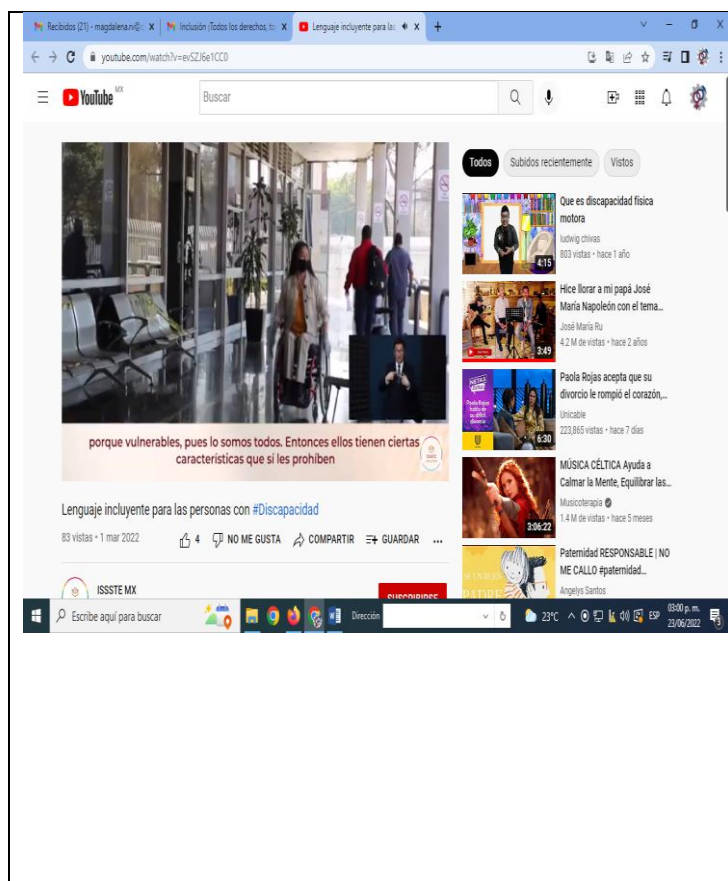 Recibidos (21) - magdalena.rv@
Inclusión ¡Todos los derechos, to
Lenguaje incluyente para la
youtube.com/watch?v=evSZJ6e1CC0
YouTube MX
Buscar
Todos
Subidos recientemente
Vistos
porque vulnerables, pues lo somos todos. Entonces ellos tienen ciertas
características que sí les prohíben
Lenguaje incluyente para las personas con #Discapacidad
83 vistas • 1 mar 2022
4
NO ME GUSTA
COMPARTIR
GUARDAR
...
ISSSTE MX
SUSCRIBIRSE
Que es discapacidad física
motora
ludwig chivas
803 vistas • hace 1 año
4:15
Hice llorar a mi papá José
María Napoleón con el tema...
José María Ru
4.2 M de vistas • hace 2 años
3:49
Paola Rojas acepta que su
divorcio le rompió el corazón,...
Unicable
223,865 vistas • hace 7 días
6:30
MÚSICA CÉLTICA Ayuda a
Calmar la Mente, Equilibrar las...
Musicoterapia
1.4 M de vistas • hace 5 meses
3:06:22
Paternidad RESPONSABLE | NO
ME CALLO #paternidad...
Angelys Santos
PADRE
Escribe aquí para buscar
Dirección
23°C
ESP
03:00 p. m.
23/06/2022
3